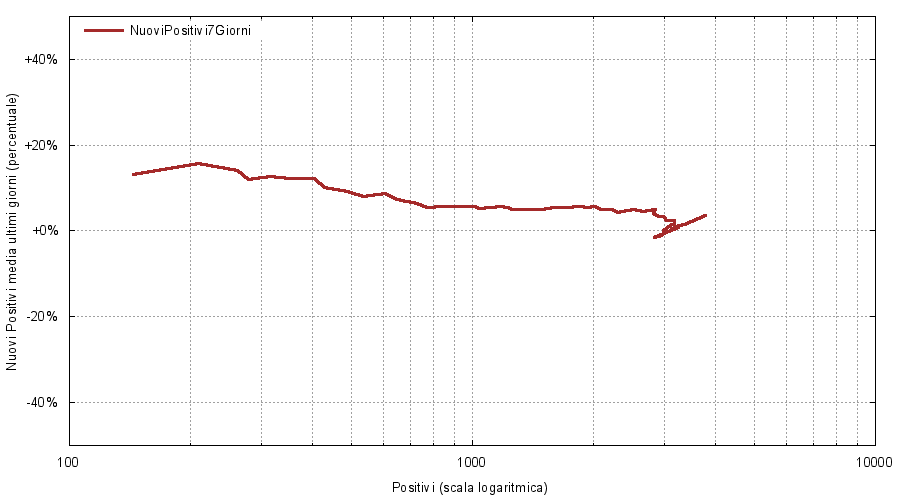 NuoviPositivi7Giorni
+40%
+20%
+0%
-20%
-40%
Nuovi Positivi media ultimi giorni (percentuale)
100
1000
10000
Positivi (scala logaritmica)